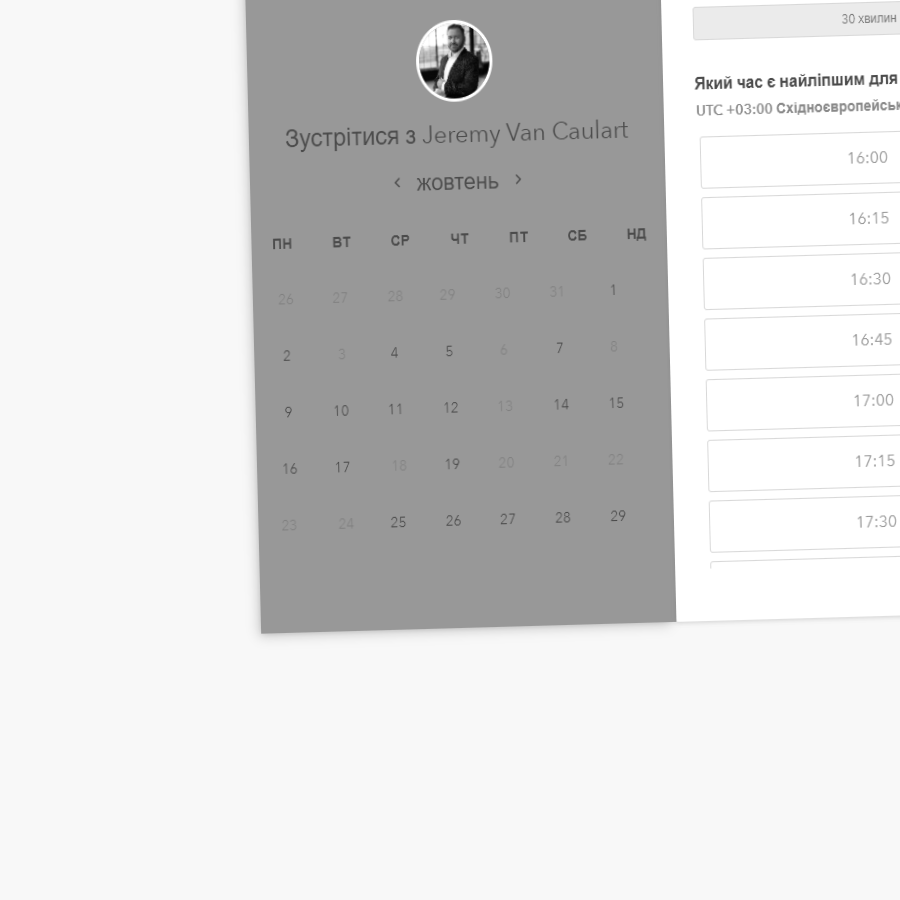 Зустрітися з Jeremy Van Caulart
‹ жовтень ›
ПН ВТ СР ЧТ ПТ СБ НД
26 27 28 29 30 31 1
2 3 4 5 6 7 8
9 10 11 12 13 14 15
16 17 18 19 20 21 22
23 24 25 26 27 28 29
30 хвилин
Який час є найліпшим для
UTC +03:00
16:00
16:15
16:30
16:45
17:00
17:15
17:30